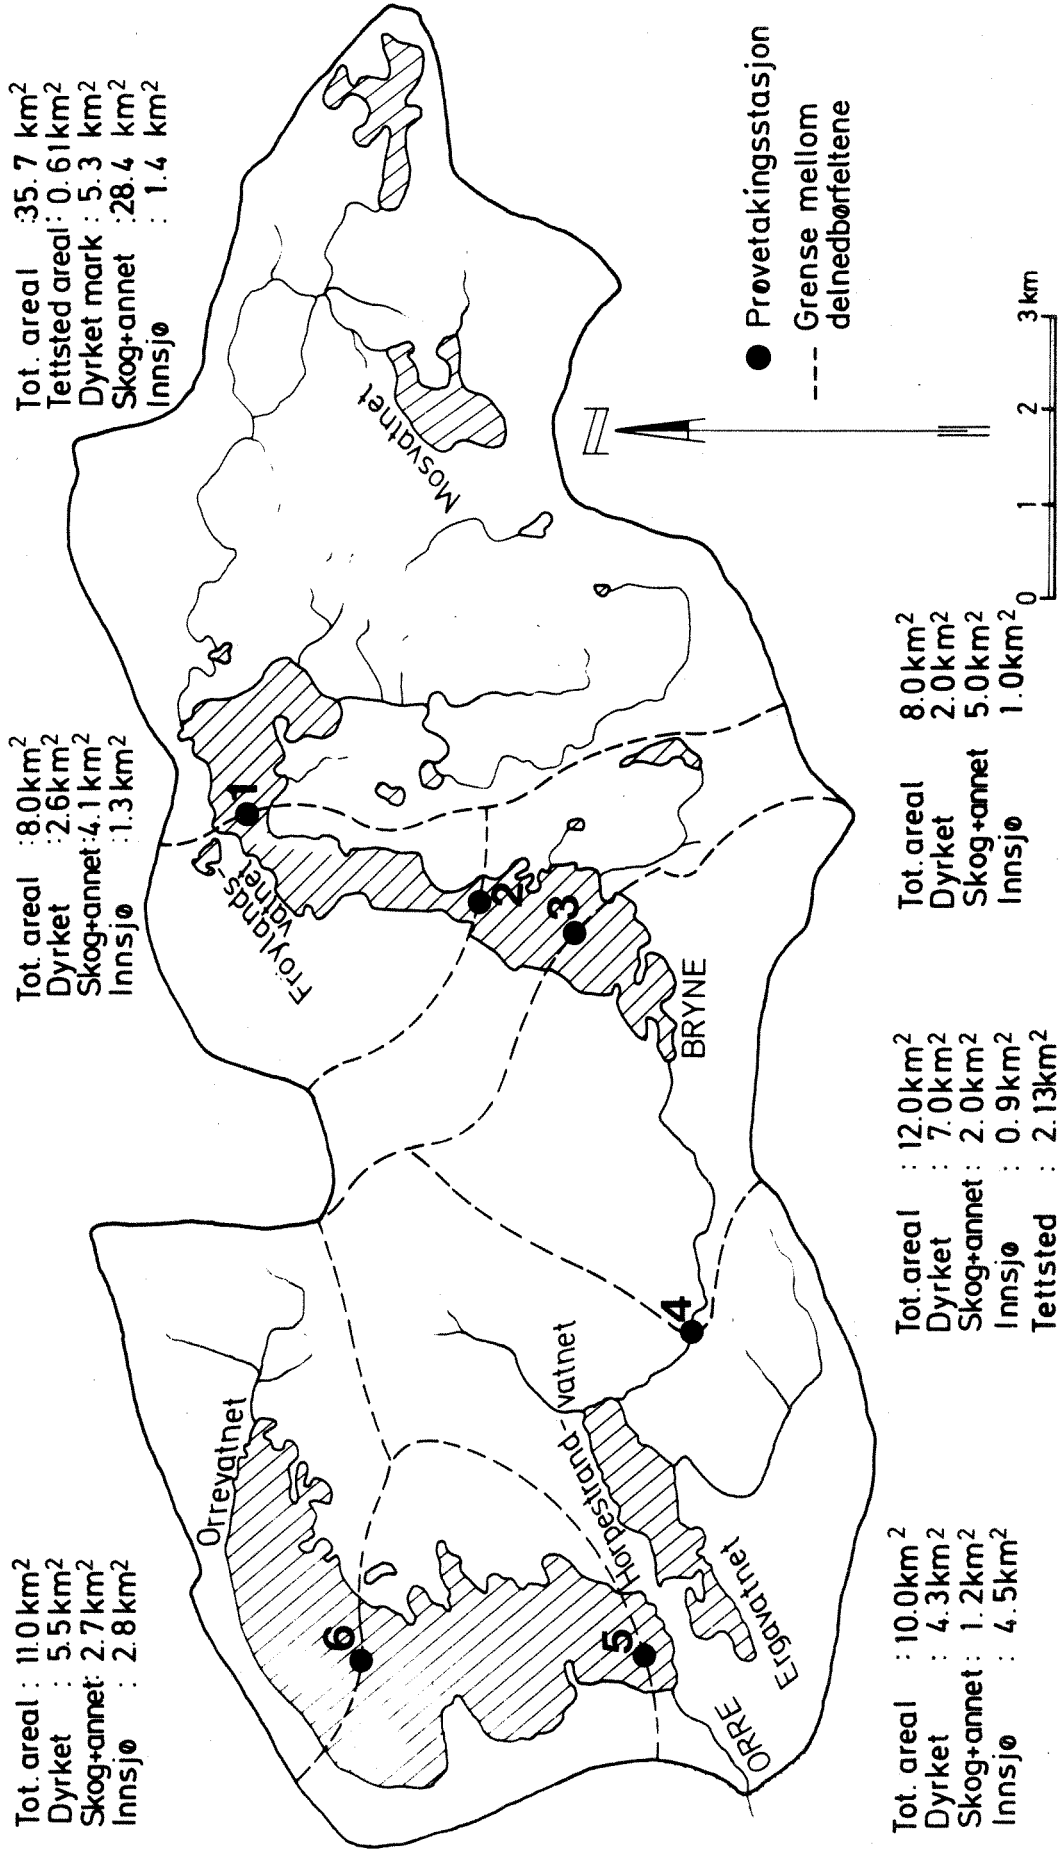 Tot. areal : 11.0 km²
Dyrket : 5.5 km²
Skog+annet : 2.7 km²
Innsjø : 2.8 km²
Tot. areal : 8.0 km²
Dyrket : 2.6 km²
Skog+annet : 4.1 km²
Innsjø : 1.3 km²
Tot. areal : 35.7 km²
Tettsted areal : 0.61 km²
Dyrket mark : 5.3 km²
Skog+annet : 28.4 km²
Innsjø : 1.4 km²
Orrevatnet
6
5
Horpestrand-
vatnet
Ergavatnet
ORRE
4
Frøylands-
vatnet
1
2
3
BRYNE
Mosvatnet
N
● Prøvetakingsstasjon
--- Grense mellom
delnedbørfeltene
0 1 2 3 km
Tot. areal : 10.0 km²
Dyrket : 4.3 km²
Skog+annet : 1.2 km²
Innsjø : 4.5 km²
Tot. areal : 12.0 km²
Dyrket : 7.0 km²
Skog+annet : 2.0 km²
Innsjø : 0.9 km²
Tettsted : 2.13 km²
Tot. areal 8.0 km²
Dyrket 2.0 km²
Skog+annet 5.0 km²
Innsjø 1.0 km²